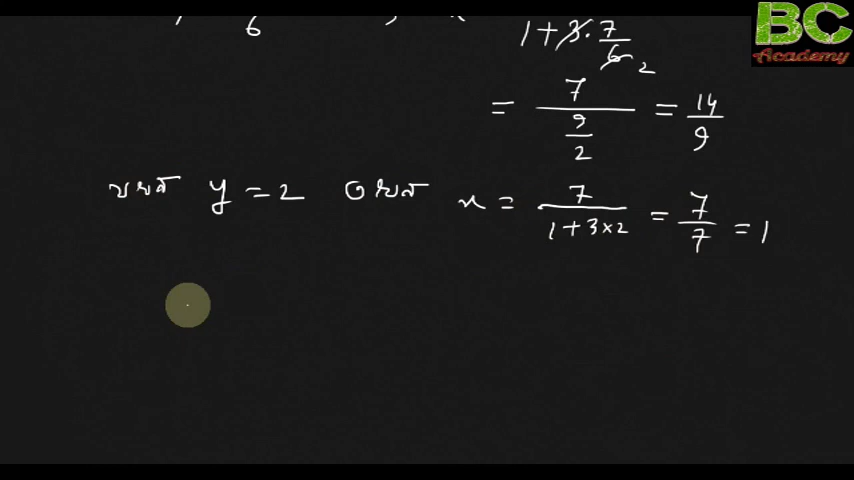 BC
Academy
6 ,
1 + 3 · 7/6 2
= 7/(9/2) = 14/9
যখন y = 2 তখন x = 7/(1+3×2) = 7/7 = 1